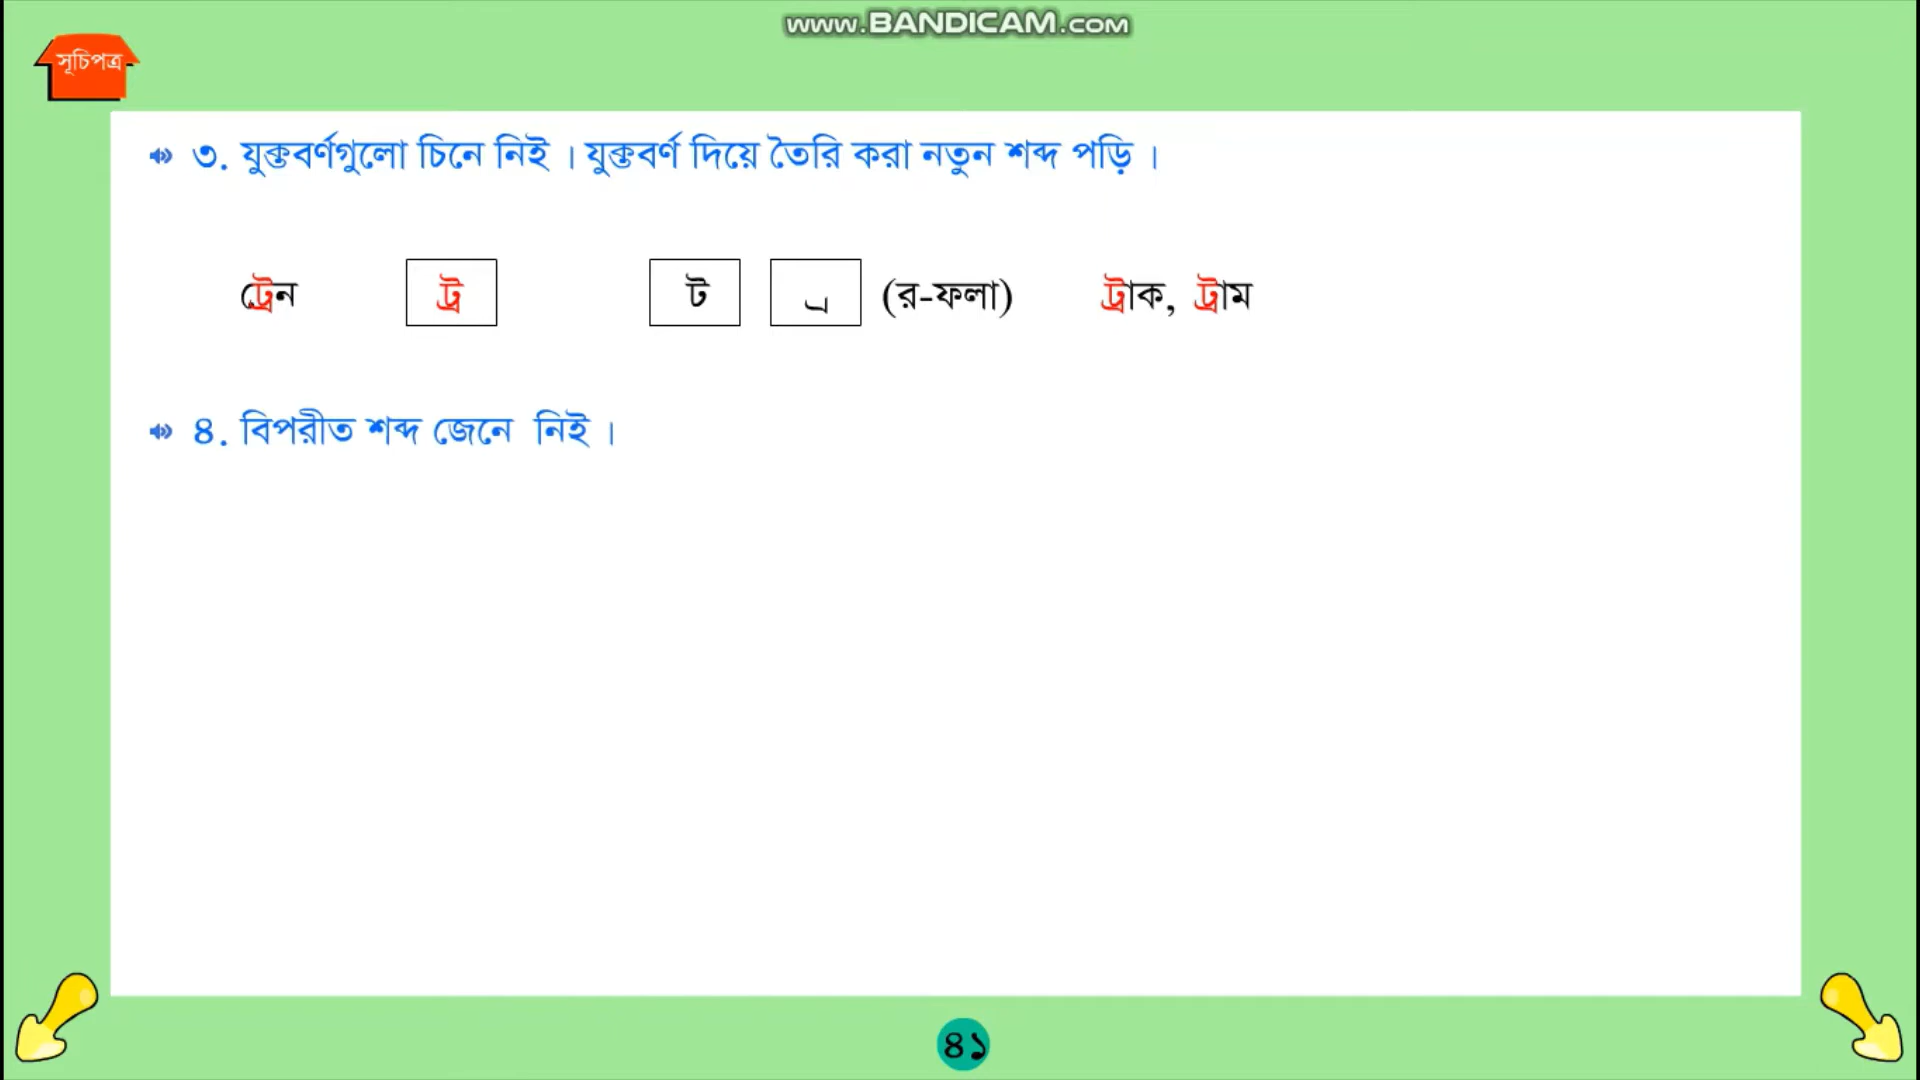 www.BANDICAM.com
সূচিপত্র
৩. যুক্তবর্ণগুলো চিনে নিই। যুক্তবর্ণ দিয়ে তৈরি করা নতুন শব্দ পড়ি।
ট্রেন ট্র ট ্র (র-ফলা) ট্রাক, ট্রাম
৪. বিপরীত শব্দ জেনে নিই।
৪১